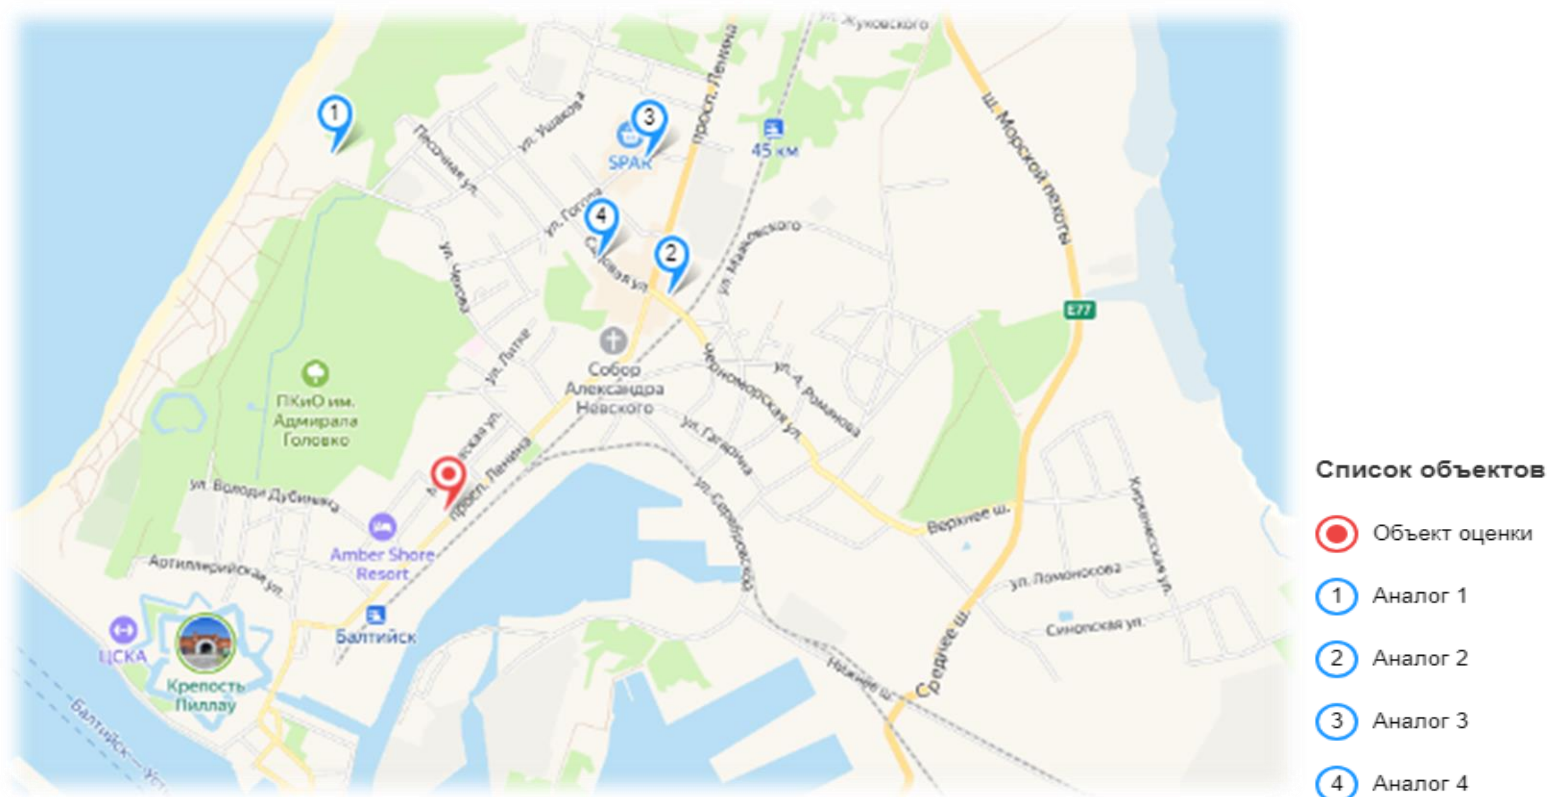 ул. Жуковского
просп. Ленина
ш. Морской пехоты
1
3
SPAR
45 км
ул. Ушакова
Песочная ул.
ул. Гоголя
4
2
Садовая ул.
ул. Маяковского
ул. Чехова
E77
ул. Литке
Собор
Александра
Невского
Черноморская ул.
ул. А. Романова
ПКиО им.
Адмирала
Головко
ул. Гагарина
просп. Ленина
ул. Володи Дубинина
ул. Серебровской
Верхнее ш.
Киркенесская ул.
Amber Shore
Resort
Артиллерийская ул.
ул. Ломоносова
Балтийск
Синопская ул.
ЦСКА
Крепость
Пиллау
Среднее ш.
Нижнее ш.
Балтийск—Уст
Список объектов
Объект оценки
1 Аналог 1
2 Аналог 2
3 Аналог 3
4 Аналог 4